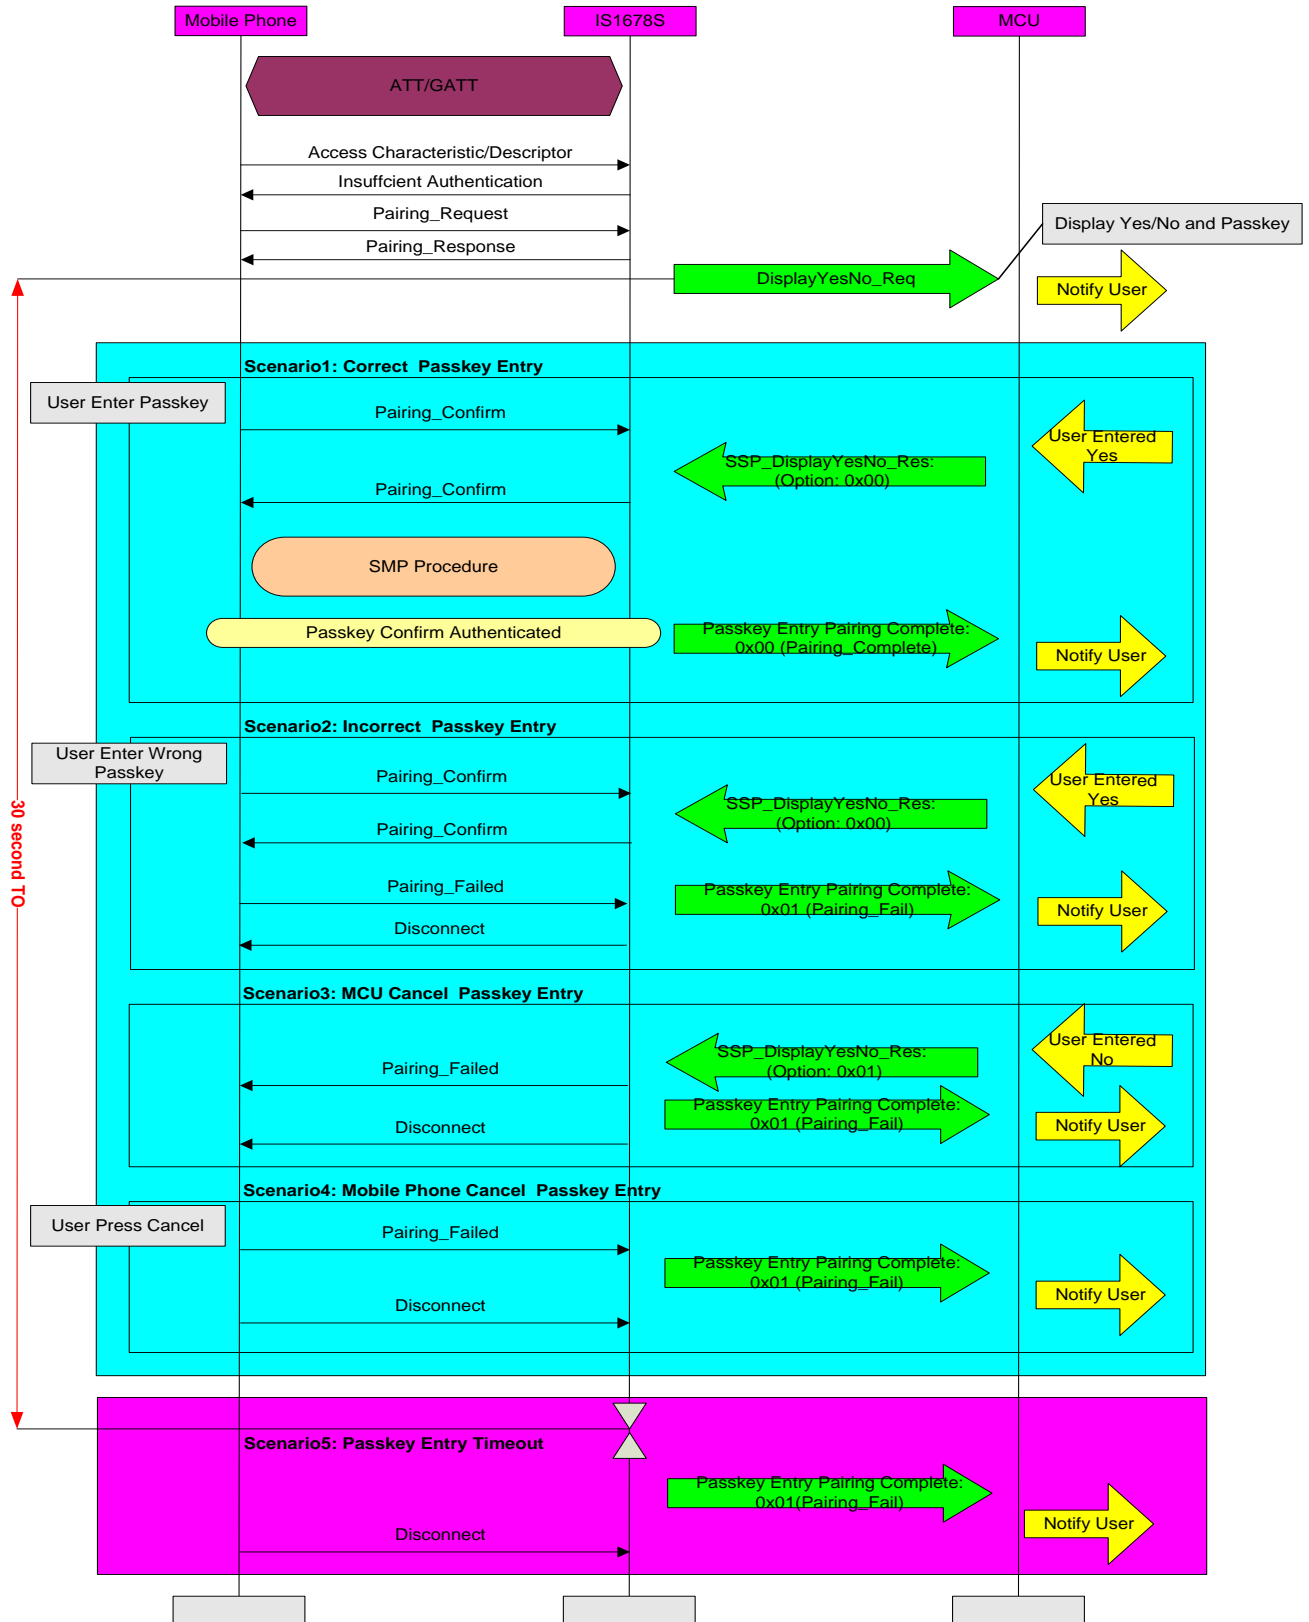 Mobile Phone
IS1678S
MCU
ATT/GATT
Access Characteristic/Descriptor
Insuffcient Authentication
Pairing_Request
Display Yes/No and Passkey
Pairing_Response
DisplayYesNo_Req
Notify User
30 second TO
Scenario1: Correct Passkey Entry
User Enter Passkey
Pairing_Confirm
User Entered
Yes
SSP_DisplayYesNo_Res:
(Option: 0x00)
Pairing_Confirm
SMP Procedure
Passkey Confirm Authenticated
Passkey Entry Pairing Complete:
0x00 (Pairing_Complete)
Notify User
Scenario2: Incorrect Passkey Entry
User Enter Wrong
Passkey
Pairing_Confirm
User Entered
Yes
SSP_DisplayYesNo_Res:
(Option: 0x00)
Pairing_Confirm
Pairing_Failed
Passkey Entry Pairing Complete:
0x01 (Pairing_Fail)
Notify User
Disconnect
Scenario3: MCU Cancel Passkey Entry
User Entered
No
SSP_DisplayYesNo_Res:
(Option: 0x01)
Pairing_Failed
Passkey Entry Pairing Complete:
0x01 (Pairing_Fail)
Notify User
Disconnect
Scenario4: Mobile Phone Cancel Passkey Entry
User Press Cancel
Pairing_Failed
Passkey Entry Pairing Complete:
0x01 (Pairing_Fail)
Notify User
Disconnect
Scenario5: Passkey Entry Timeout
Passkey Entry Pairing Complete:
0x01(Pairing_Fail)
Notify User
Disconnect